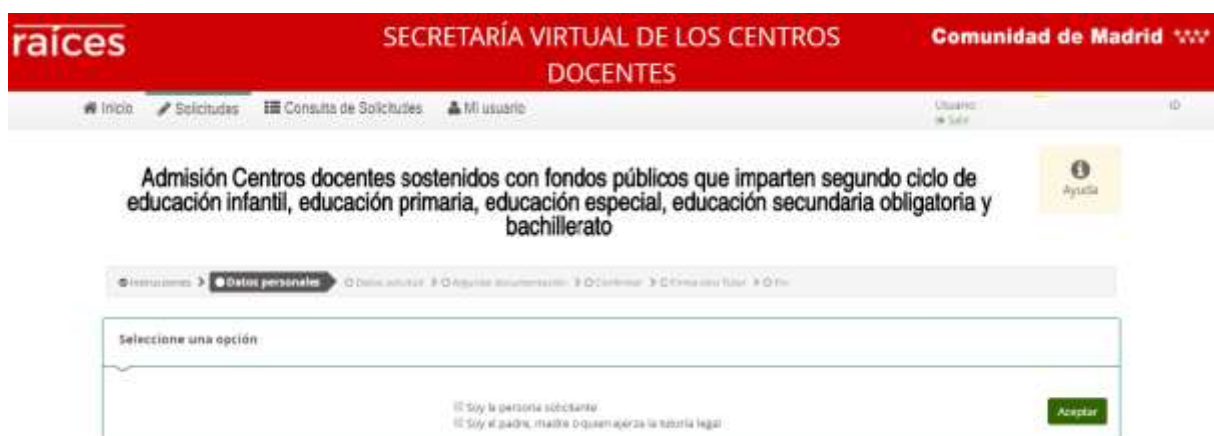 raíces
SECRETARÍA VIRTUAL DE LOS CENTROS
DOCENTES
Comunidad de Madrid
Inicio Solicitudes Consulta de Solicitudes Mi usuario
Usuario:
Salir
ID
Admisión Centros docentes sostenidos con fondos públicos que imparten segundo ciclo de
educación infantil, educación primaria, educación especial, educación secundaria obligatoria y
bachillerato
Ayuda
Instrucciones Datos personales Datos solicitud Adjuntar documentación Confirmar Firma otro Tutor Fin
Seleccione una opción
Soy la persona solicitante
Soy el padre, madre o quien ejerza la tutoría legal
Aceptar